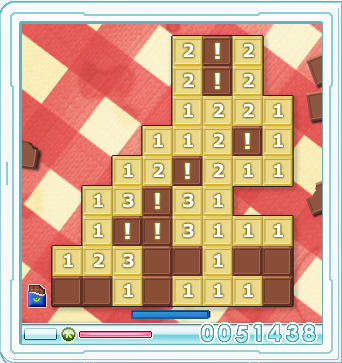 2 ! 2
2 ! 2
1 2 2 1
1 1 2 ! 1
1 2 ! 2 1 1
1 3 ! 3 1
1 ! ! 3 1 1 1
1 2 3 1
1 1 1 1
0051438